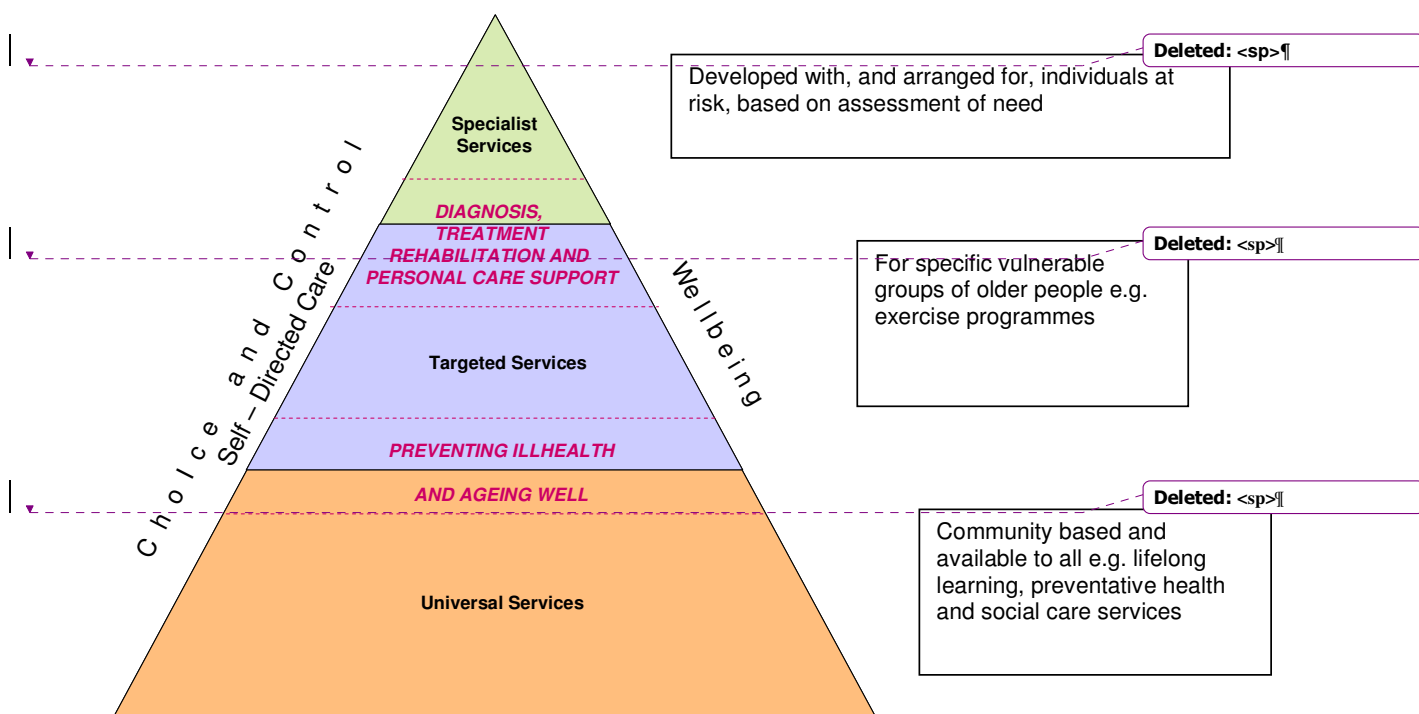 Deleted: <sp>¶
Developed with, and arranged for, individuals at
risk, based on assessment of need
Specialist
Services
Choice and Control
Self – Directed Care
Wellbeing
DIAGNOSIS,
TREATMENT
REHABILITATION AND
PERSONAL CARE SUPPORT
Deleted: <sp>¶
For specific vulnerable
groups of older people e.g.
exercise programmes
Targeted Services
PREVENTING ILLHEALTH
AND AGEING WELL
Deleted: <sp>¶
Community based and
available to all e.g. lifelong
learning, preventative health
and social care services
Universal Services